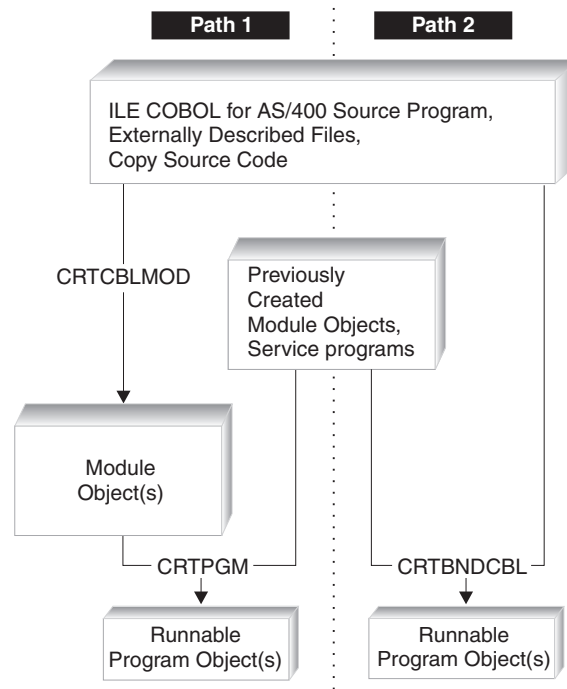 Path 1
Path 2
ILE COBOL for AS/400 Source Program,
Externally Described Files,
Copy Source Code
CRTCBLMOD
Previously
Created
Module Objects,
Service programs
Module
Object(s)
CRTPGM
CRTBNDCBL
Runnable
Program Object(s)
Runnable
Program Object(s)